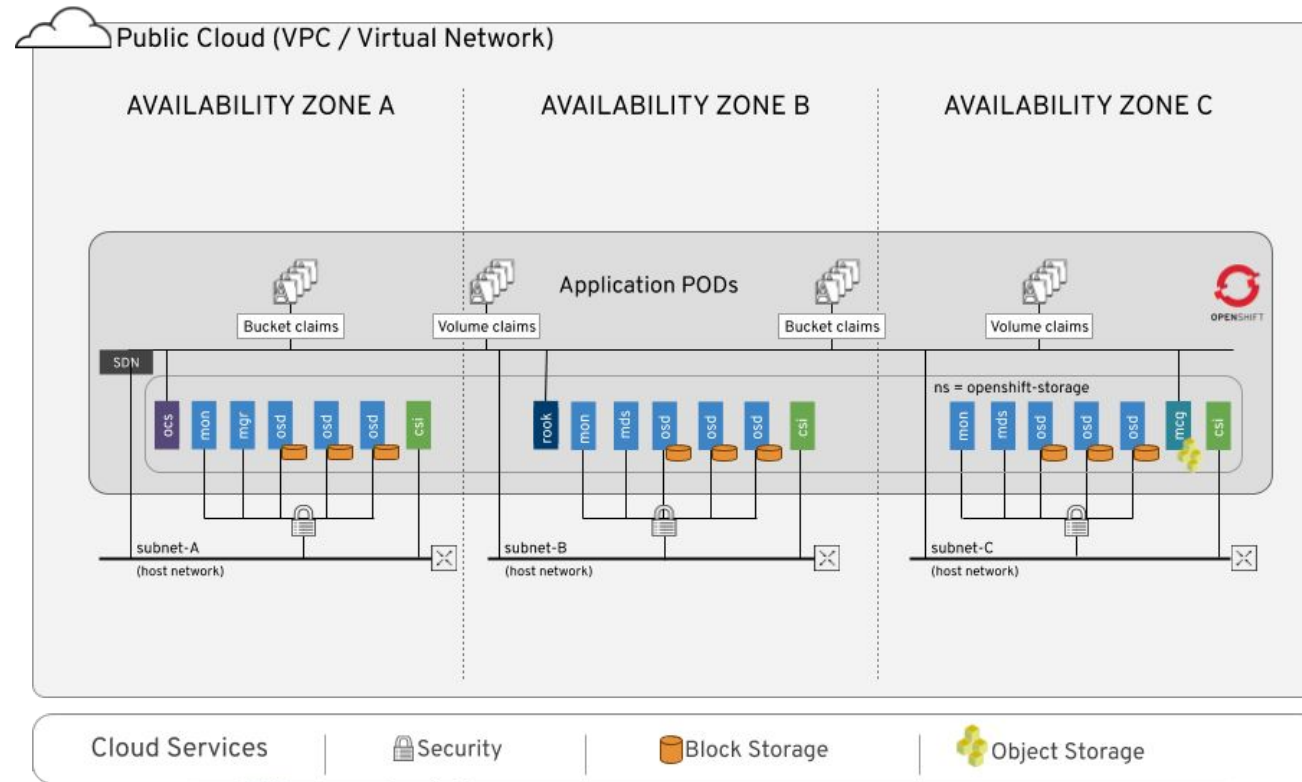 Public Cloud (VPC / Virtual Network)
AVAILABILITY ZONE A
AVAILABILITY ZONE B
AVAILABILITY ZONE C
Application PODs
OPENSHIFT
Bucket claims
Volume claims
Bucket claims
Volume claims
SDN
ns = openshift-storage
ocs
mon
mgr
osd
osd
osd
csi
rook
mon
mds
osd
osd
osd
csi
mon
mds
osd
osd
osd
mcg
csi
subnet-A
(host network)
subnet-B
(host network)
subnet-C
(host network)
Cloud Services
Security
Block Storage
Object Storage